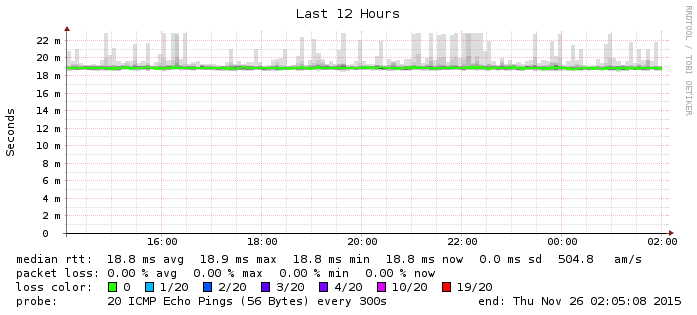 Last 12 Hours
RRDTOOL / TOBI OETIKER
Seconds
22 m
20 m
18 m
16 m
14 m
12 m
10 m
8 m
6 m
4 m
2 m
0
16:00 18:00 20:00 22:00 00:00 02:00
median rtt: 18.8 ms avg 18.9 ms max 18.8 ms min 18.8 ms now 0.0 ms sd 504.8 am/s
packet loss: 0.00 % avg 0.00 % max 0.00 % min 0.00 % now
loss color: 0 1/20 2/20 3/20 4/20 10/20 19/20
probe: 20 ICMP Echo Pings (56 Bytes) every 300s end: Thu Nov 26 02:05:08 2015